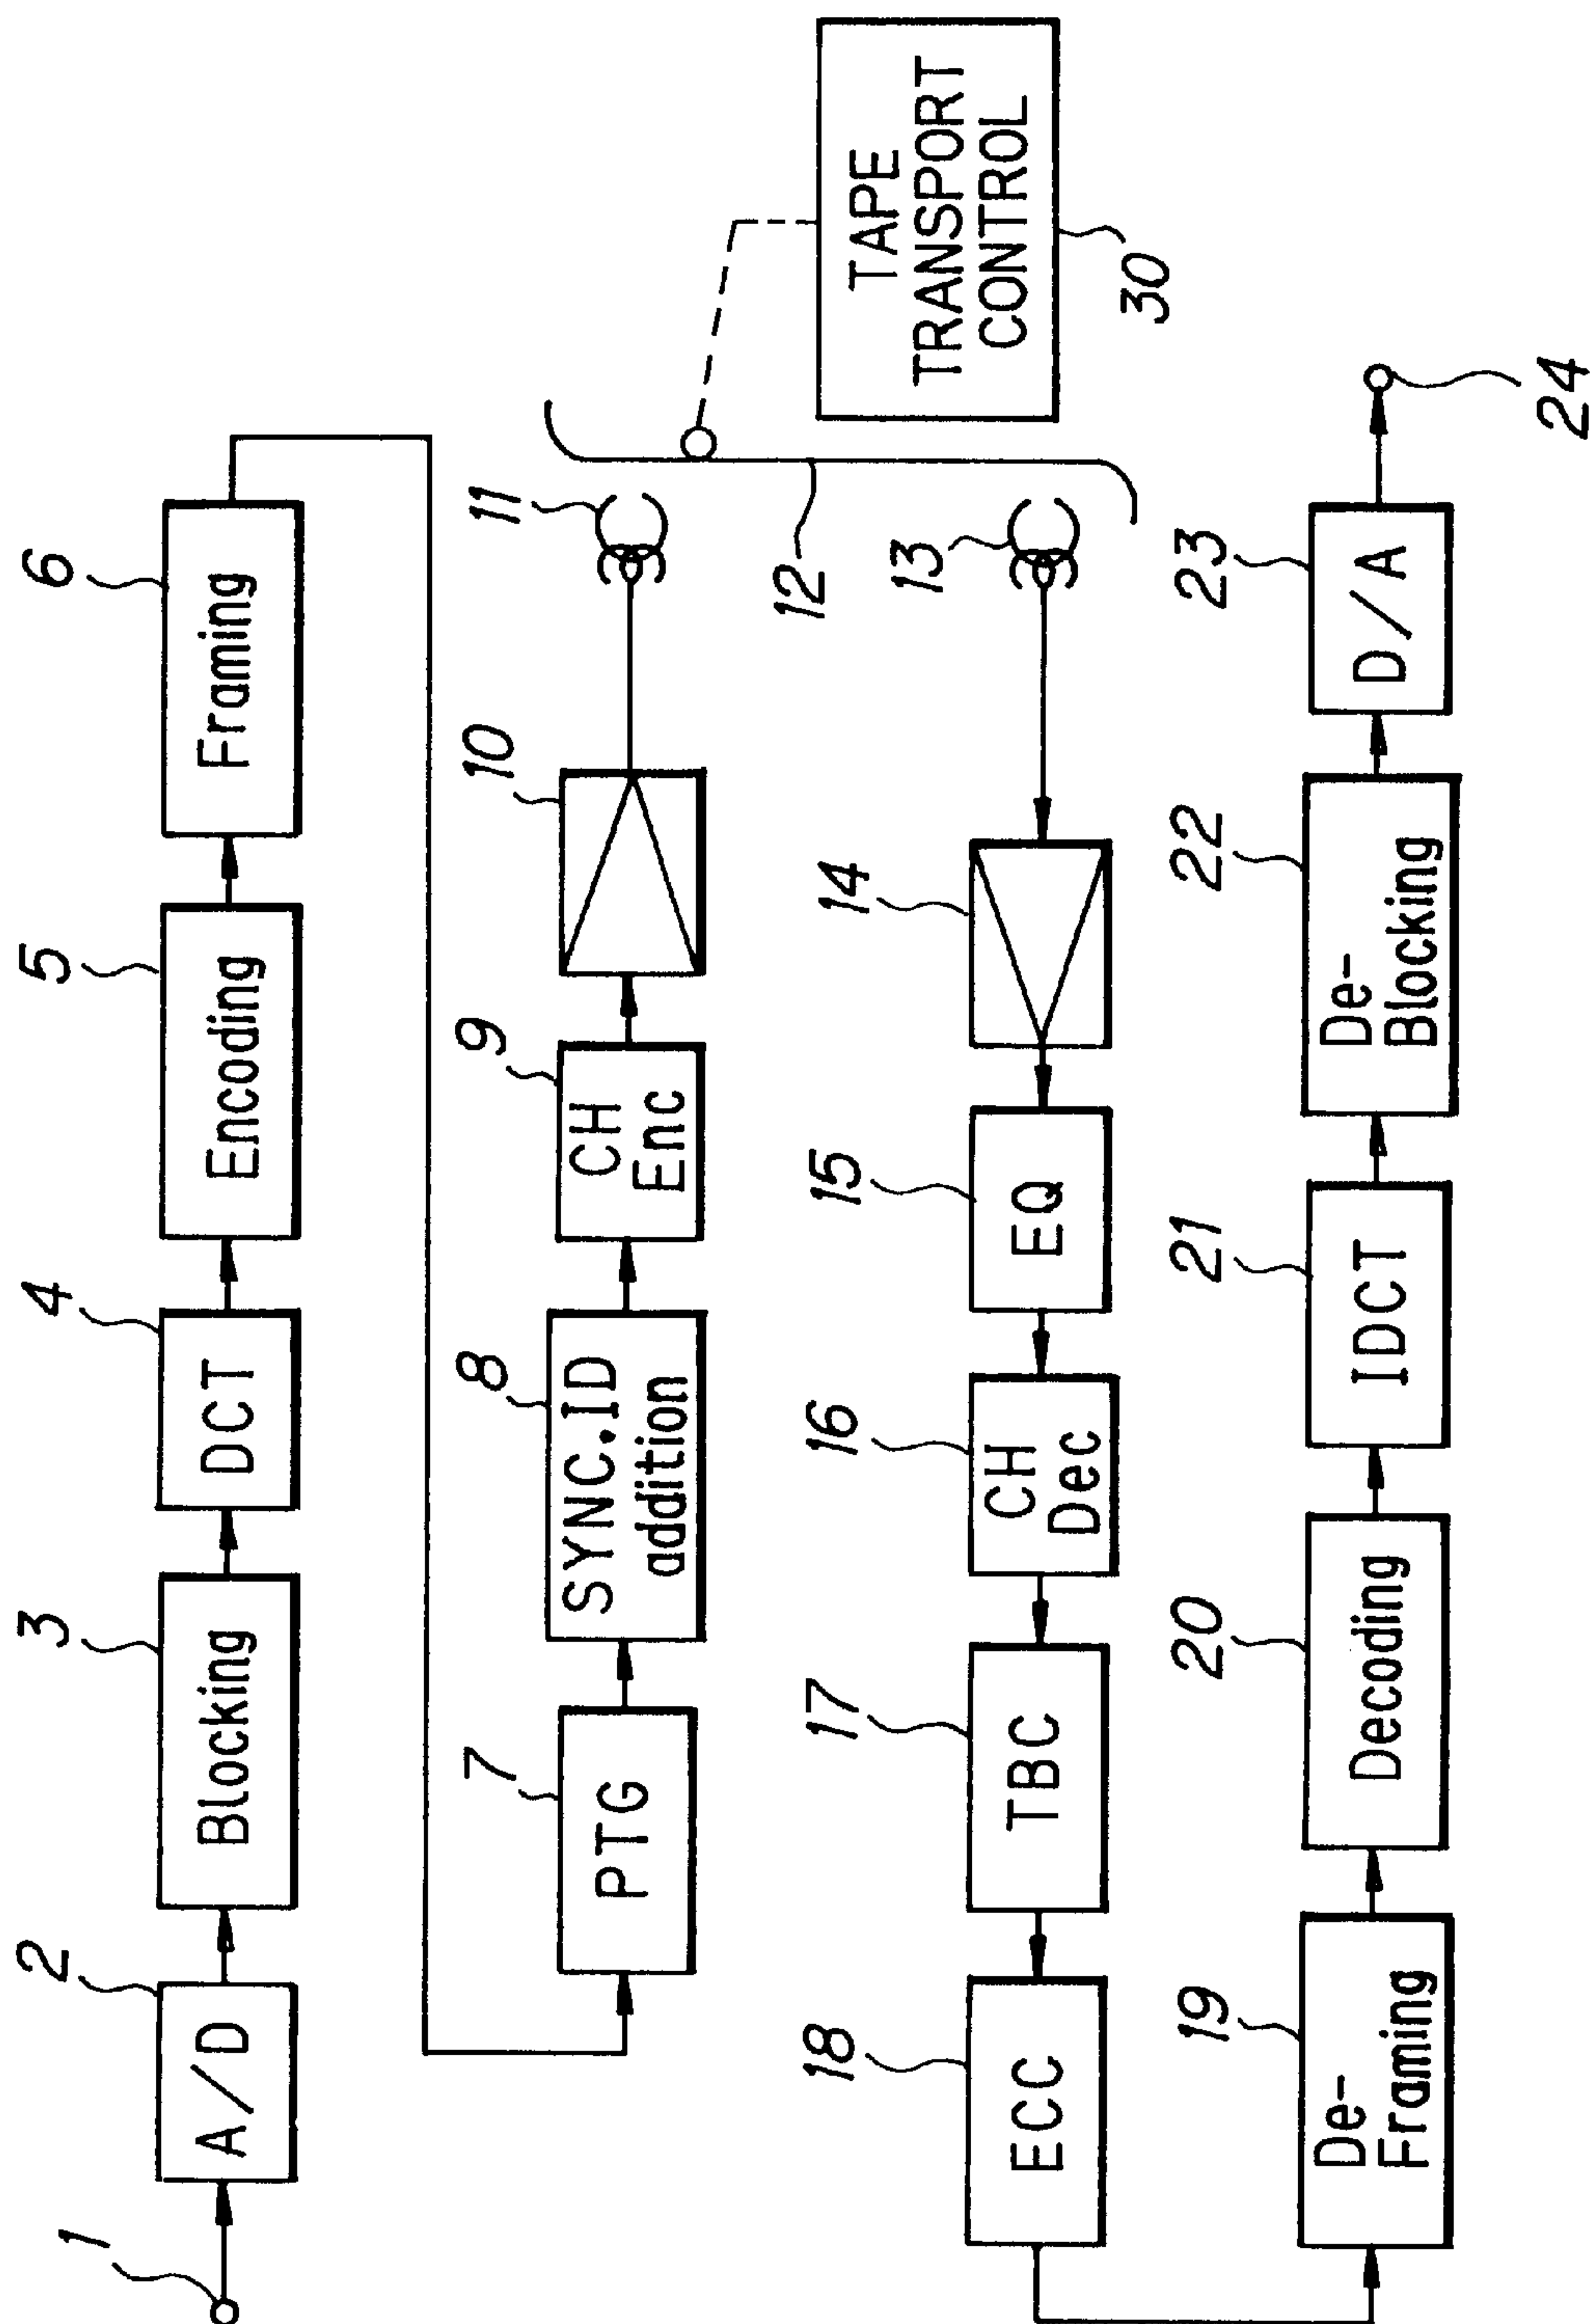 1
2
A/D
3
Blocking
4
DCT
5
Encoding
6
Framing
7
PTG
8
SYNC.ID
addition
9
CH
Enc
10
11
12
TAPE
TRANSPORT
CONTROL
30
13
14
15
EQ
16
CH
Dec
17
TBC
18
ECC
19
De-
Framing
20
Decoding
21
IDCT
22
De-
Blocking
23
D/A
24